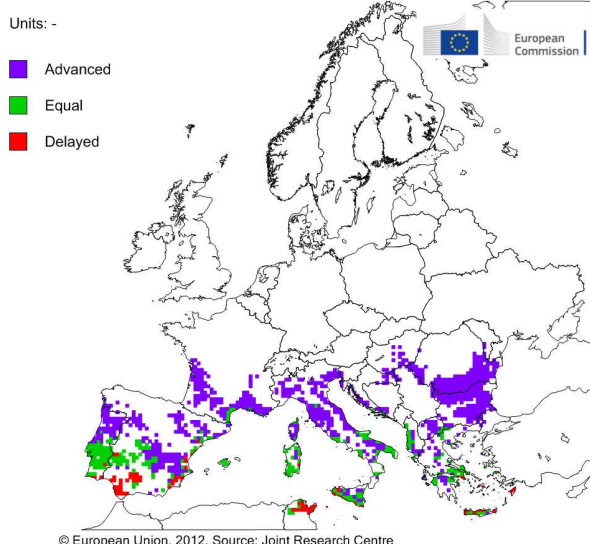 Units: -
European
Commission
Advanced
Equal
Delayed
© European Union, 2012. Source: Joint Research Centre